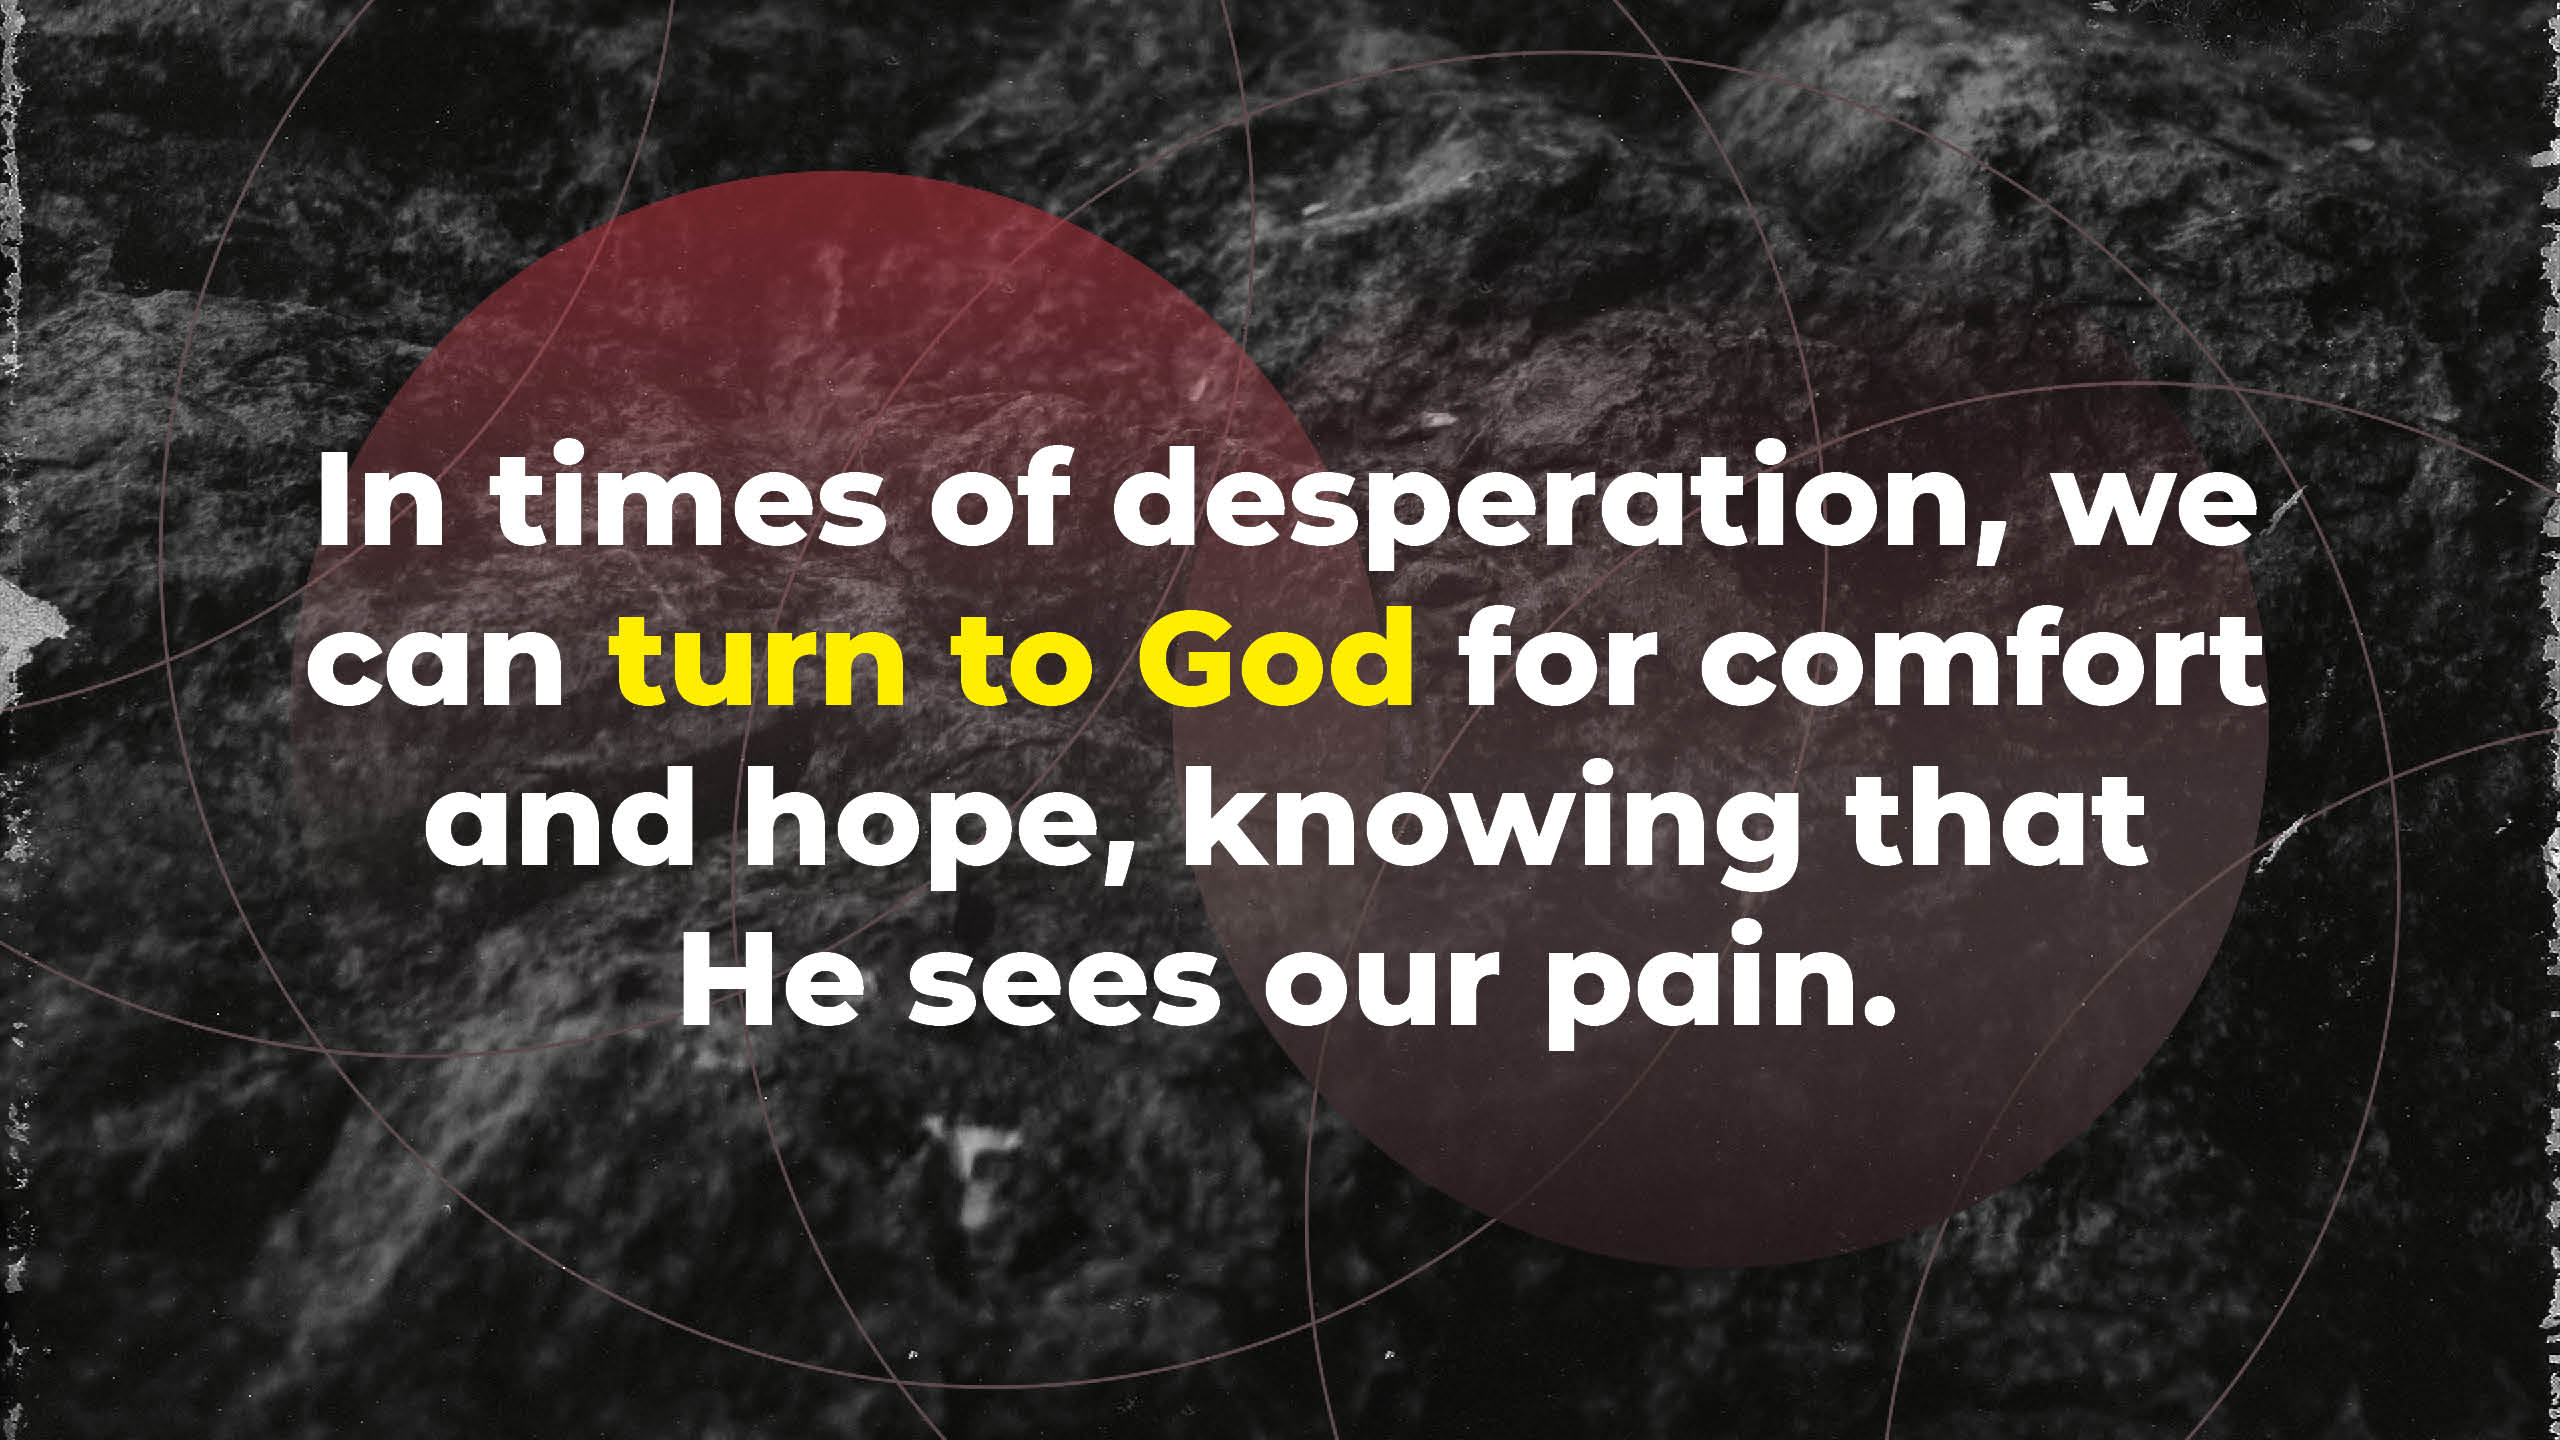 In times of desperation, we
can turn to God for comfort
and hope, knowing that
He sees our pain.